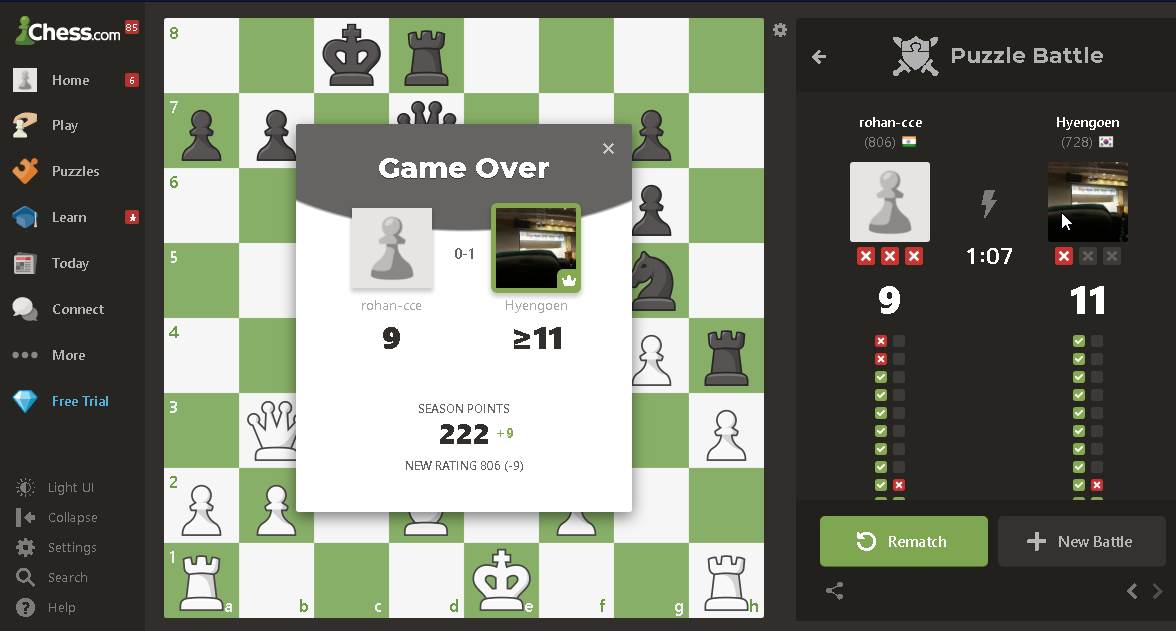 Chess.com 85
Home 6
Play
Puzzles
Learn
Today
Connect
More
Free Trial
Light UI
Collapse
Settings
Search
Help
8
7
6
5
4
3
2
1
a b c d e f g h
Game Over
0-1
rohan-cce Hyengoen
9 ≥11
SEASON POINTS
222 +9
NEW RATING 806 (-9)
Puzzle Battle
rohan-cce Hyengoen
(806) (728)
1:07
9 11
Rematch New Battle